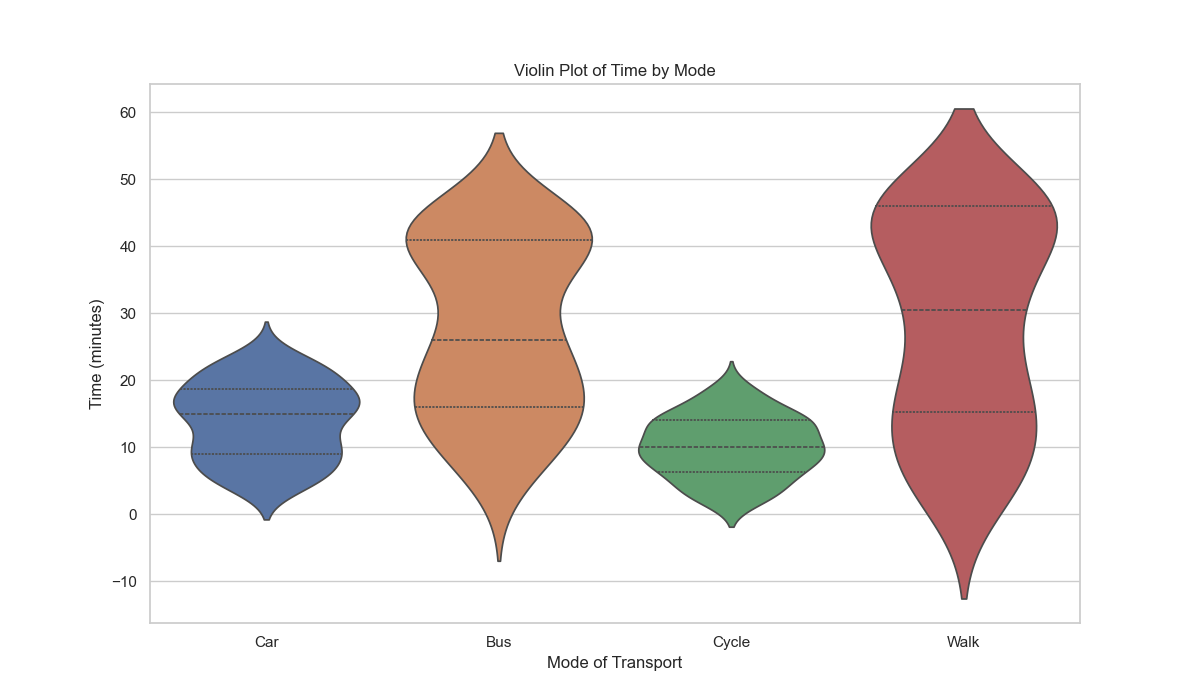 Violin Plot of Time by Mode
60
50
40
30
20
10
0
−10
Time (minutes)
Car Bus Cycle Walk
Mode of Transport